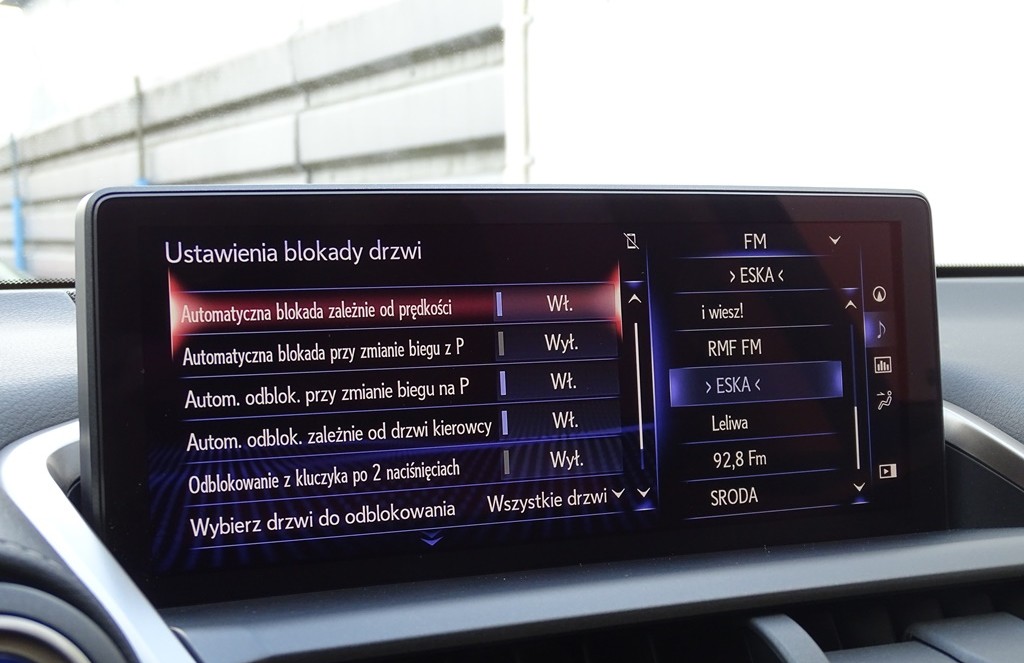 Ustawienia blokady drzwi
Automatyczna blokada zależnie od prędkości Wł.
Automatyczna blokada przy zmianie biegu z P Wył.
Autom. odblok. przy zmianie biegu na P Wł.
Autom. odblok. zależnie od drzwi kierowcy Wł.
Odblokowanie z kluczyka po 2 naciśnięciach Wył.
Wybierz drzwi do odblokowania Wszystkie drzwi
FM
› ESKA ‹
i wiesz!
RMF FM
› ESKA ‹
Leliwa
92,8 Fm
SRODA